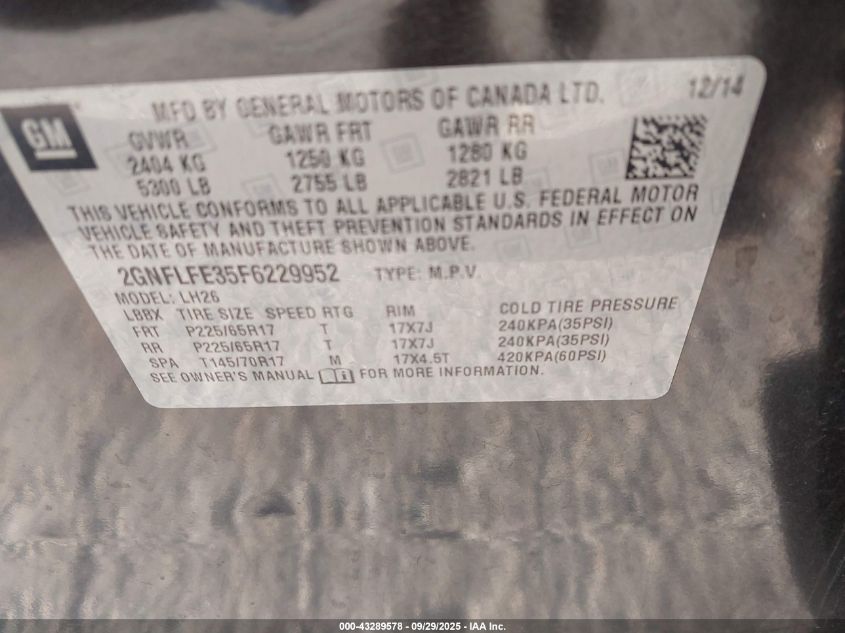 12/14
MFD BY GENERAL MOTORS OF CANADA LTD.
GM
GVWR GAWR FRT GAWR RR
2404 KG 1250 KG 1280 KG
5300 LB 2755 LB 2821 LB
THIS VEHICLE CONFORMS TO ALL APPLICABLE U.S. FEDERAL MOTOR
VEHICLE SAFETY AND THEFT PREVENTION STANDARDS IN EFFECT ON
THE DATE OF MANUFACTURE SHOWN ABOVE.
2GNFLFE35F6229952 TYPE: M.P.V.
MODEL: LH26
LBBX TIRE SIZE SPEED RTG RIM COLD TIRE PRESSURE
FRT P225/65R17 T 17X7J 240KPA(35PSI)
RR P225/65R17 T 17X7J 240KPA(35PSI)
SPA T145/70R17 M 17X4.5T 420KPA(60PSI)
SEE OWNER'S MANUAL FOR MORE INFORMATION.
000-43289578 - 09/29/2025 - IAA Inc.